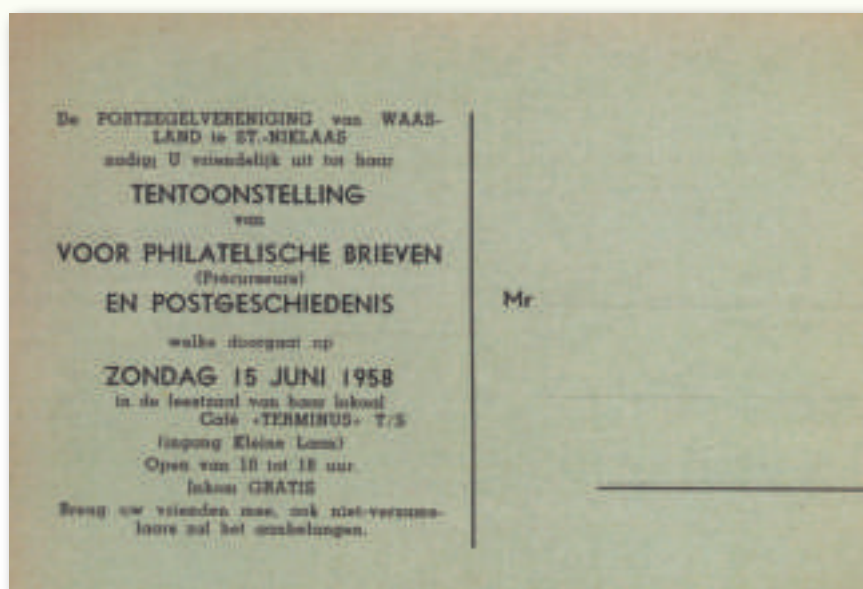 De POSTZEGELVERENIGING van WAAS-
LAND te ST.-NIKLAAS
nodigt U vriendelijk uit tot haar
TENTOONSTELLING
van
VOOR PHILATELISCHE BRIEVEN
(Précurseurs)
EN POSTGESCHIEDENIS
welke doorgaat op
ZONDAG 15 JUNI 1958
in de leeszaal van haar lokaal
Café «TERMINUS» T/S
(ingang Kleine Laan)
Open van 10 tot 18 uur
Inkom GRATIS
Breng uw vrienden mee, ook niet-verzame-
laars zal het aanbelangen.
Mr